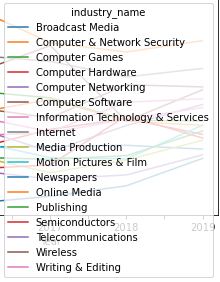 industry_name
Broadcast Media
Computer & Network Security
Computer Games
Computer Hardware
Computer Networking
Computer Software
Information Technology & Services
Internet
Media Production
Motion Pictures & Film
Newspapers
Online Media
Publishing
Semiconductors
Telecommunications
Wireless
Writing & Editing
2018
2019